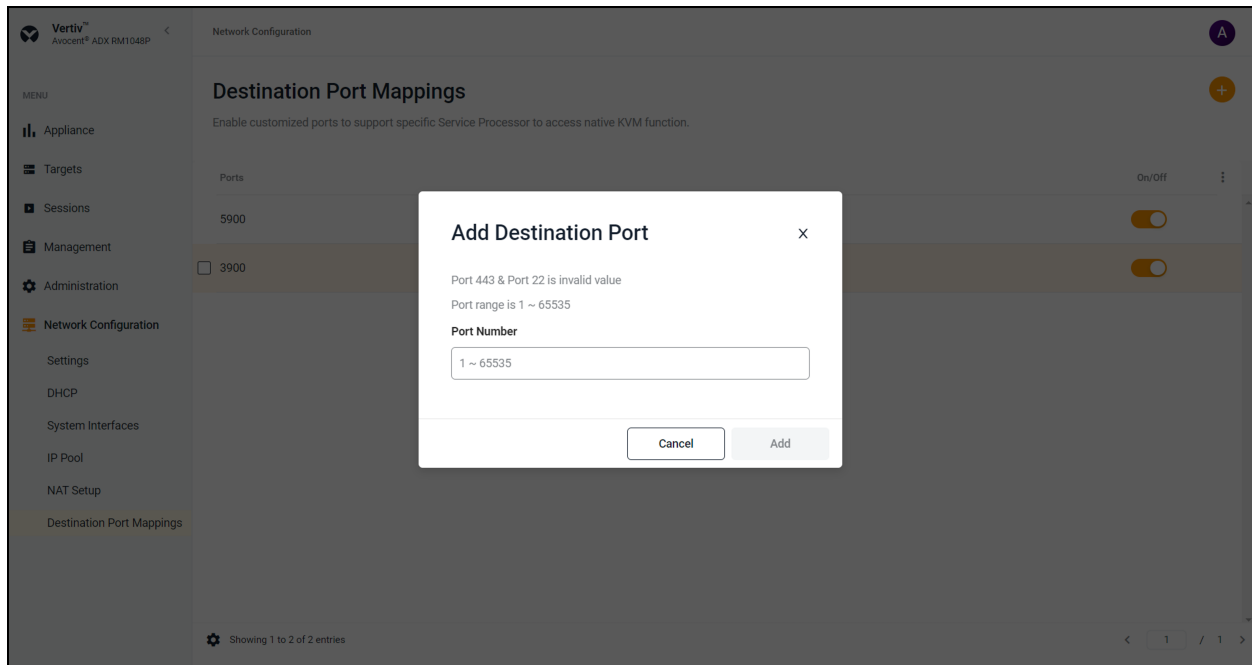 Vertiv™
Avocent® ADX RM1048P
Network Configuration
A
MENU
Appliance
Targets
Sessions
Management
Administration
Network Configuration
Settings
DHCP
System Interfaces
IP Pool
NAT Setup
Destination Port Mappings
Destination Port Mappings
Enable customized ports to support specific Service Processor to access native KVM function.
Ports On/Off
5900
3900
Add Destination Port X
Port 443 & Port 22 is invalid value
Port range is 1 ~ 65535
Port Number
1 ~ 65535
Cancel Add
Showing 1 to 2 of 2 entries
< 1 / 1 >